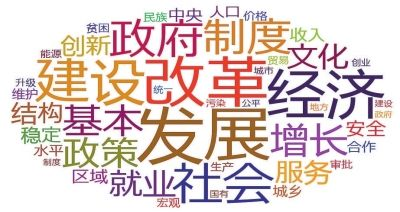 贫困 民族 中央 人口 价格
创新 政府 制度 收入
能源 贸易 文化 创业
升级 维护 建设 改革 城市 经济
结构 基本 统一 污染 公平 地方 建设 政府
稳定 发展 增长 安全
水平 政策 合作
制度 区域 就业 社会 生产 服务 审批
宏观 国有 城乡